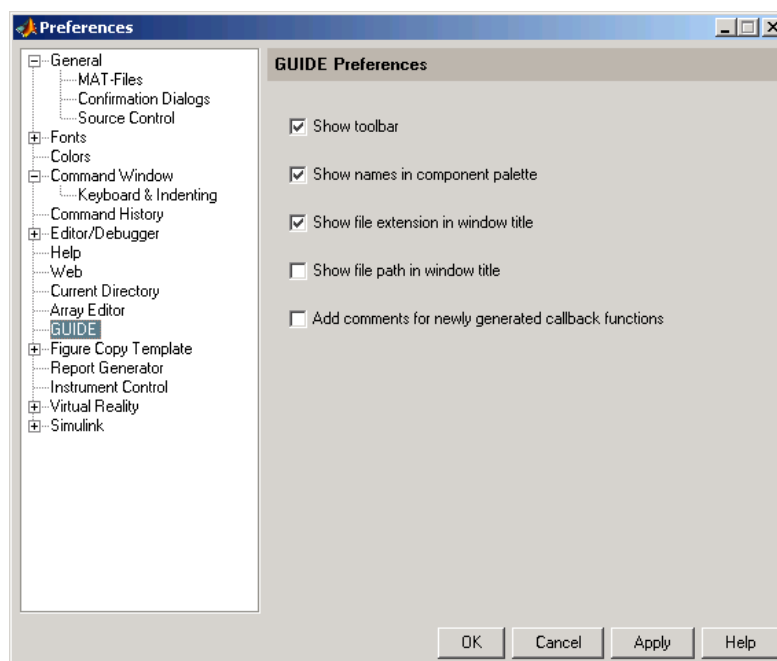 Preferences
General
MAT-Files
Confirmation Dialogs
Source Control
Fonts
Colors
Command Window
Keyboard & Indenting
Command History
Editor/Debugger
Help
Web
Current Directory
Array Editor
GUIDE
Figure Copy Template
Report Generator
Instrument Control
Virtual Reality
Simulink
GUIDE Preferences
Show toolbar
Show names in component palette
Show file extension in window title
Show file path in window title
Add comments for newly generated callback functions
OK Cancel Apply Help